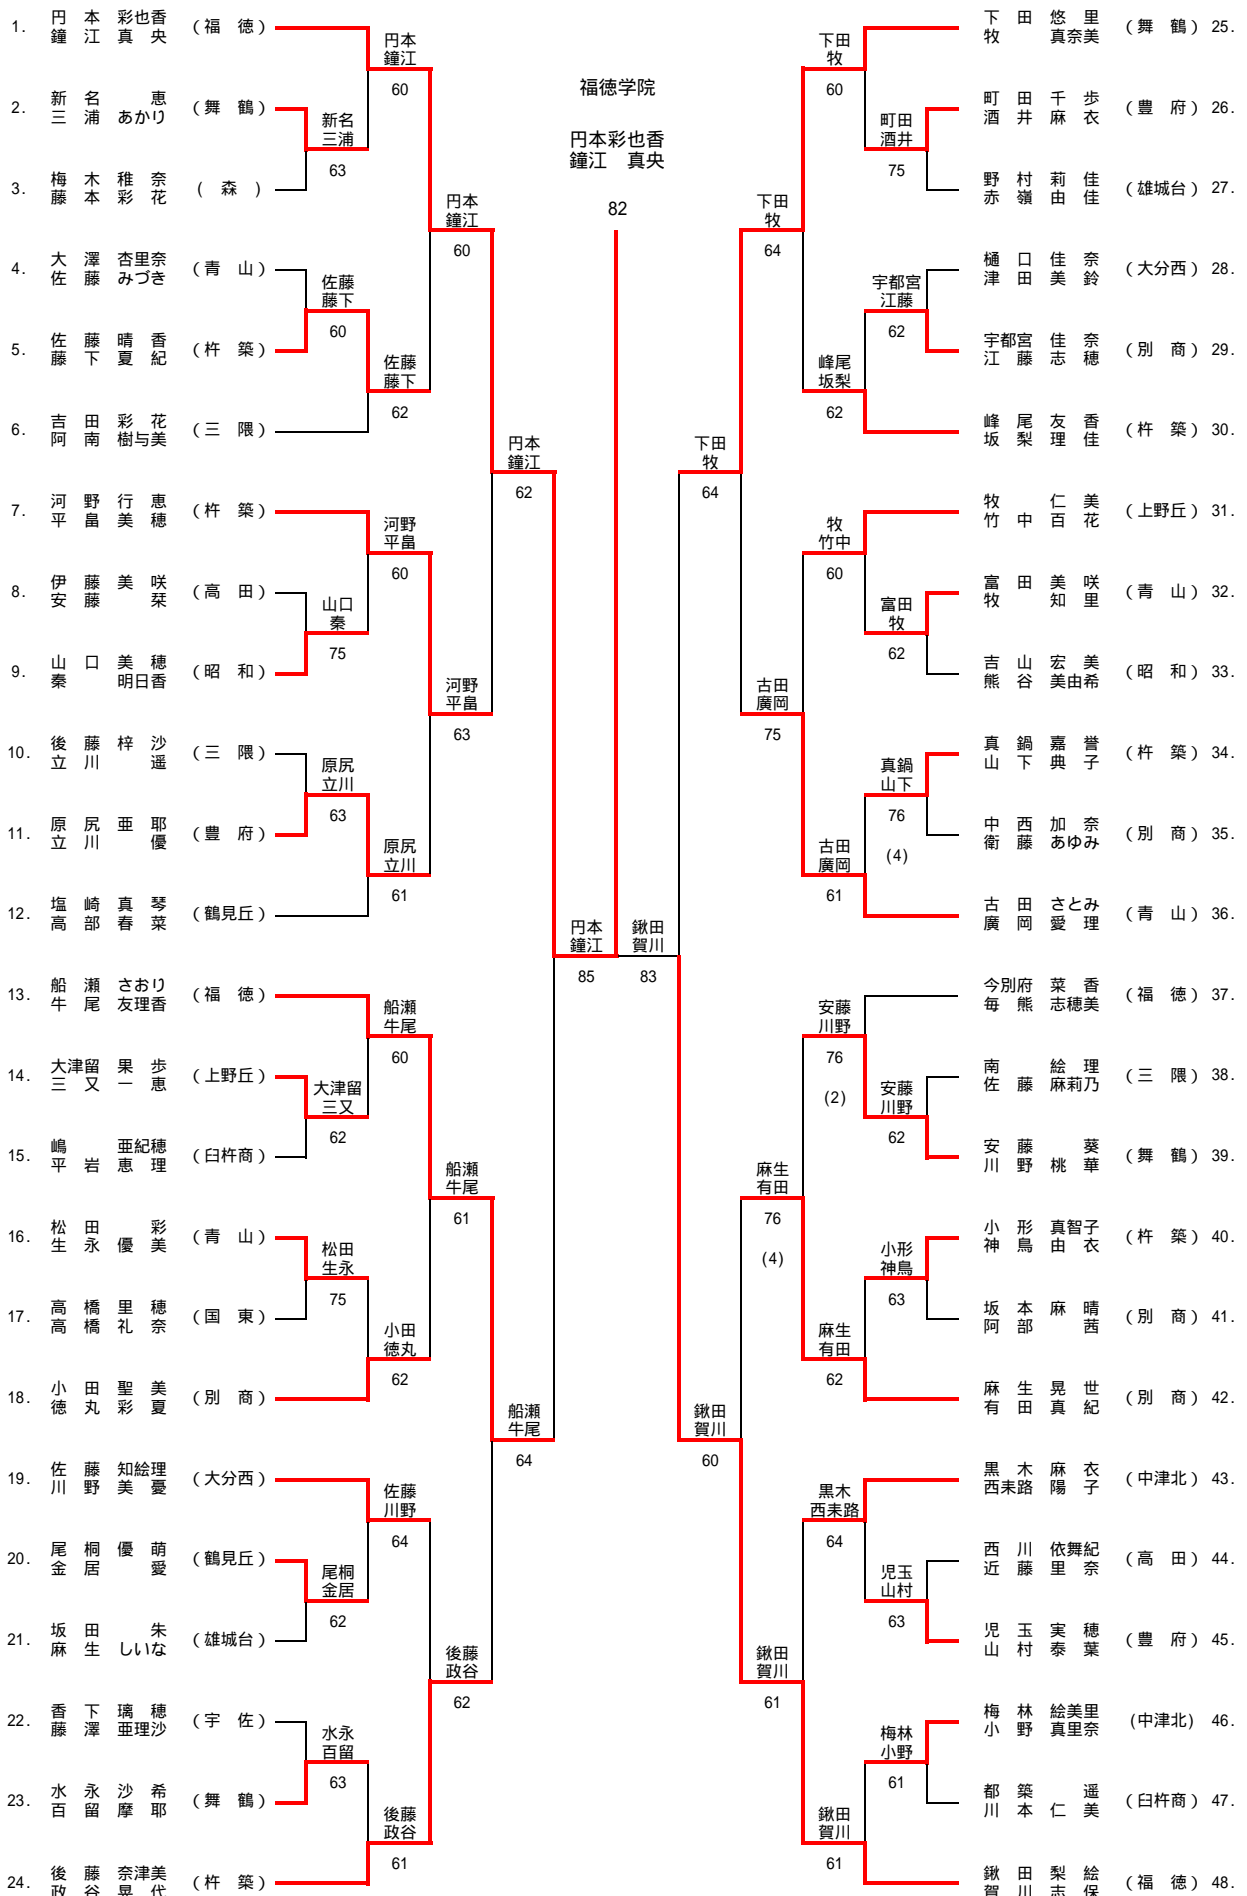 福徳学院
円本彩也香
鐘江 真央
82
1. 円本 彩也香 (福徳)
鐘江 真央
2. 新名 恵 (舞鶴)
三浦 あかり
3. 梅木 稚奈 (森)
藤本 彩花
4. 大澤 杏里奈 (青山)
佐藤 みづき
5. 佐藤 晴香 (杵築)
藤下 夏紀
6. 吉田 彩花 (三隈)
阿南 樹与美
7. 河野 行恵 (杵築)
平畠 美穂
8. 伊藤 美咲 (高田)
安藤 栞
9. 山口 美穂 (昭和)
秦 明日香
10. 後藤 梓沙 (三隈)
立川 遥
11. 原尻 亜耶 (豊府)
立川 優
12. 塩崎 真琴 (鶴見丘)
高部 春菜
13. 船瀬 さおり (福徳)
牛尾 友理香
14. 大津留 果歩 (上野丘)
三又 一恵
15. 嶋 亜紀穂 (臼杵商)
平岩 恵理
16. 松田 彩 (青山)
生永 優美
17. 高橋 里穂 (国東)
高橋 礼奈
18. 小田 聖美 (別商)
徳丸 彩夏
19. 佐藤 知絵理 (大分西)
川野 美憂
20. 尾桐 優萌 (鶴見丘)
金居 愛
21. 坂田 朱 (雄城台)
麻生 しいな
22. 香下 璃穂 (宇佐)
藤澤 亜理沙
23. 水永 沙希 (舞鶴)
百留 摩耶
24. 後藤 奈津美 (杵築)
政谷 晃代
新名
三浦
63
佐藤
藤下
60
山口
秦
75
原尻
立川
63
大津留
三又
62
松田
生永
75
尾桐
金居
62
水永
百留
63
円本
鐘江
60
佐藤
藤下
62
河野
平畠
60
原尻
立川
61
船瀬
牛尾
60
小田
徳丸
62
佐藤
川野
64
後藤
政谷
61
円本
鐘江
60
河野
平畠
63
船瀬
牛尾
61
後藤
政谷
62
円本
鐘江
62
船瀬
牛尾
64
円本
鐘江
85
鍬田
賀川
83
下田
牧
64
鍬田
賀川
60
下田
牧
64
古田
廣岡
75
麻生
有田
76
(4)
鍬田
賀川
61
下田
牧
60
峰尾
坂梨
62
牧
竹中
60
古田
廣岡
61
安藤
川野
76
(2)
麻生
有田
62
黒木
西耒路
64
鍬田
賀川
61
町田
酒井
75
宇都宮
江藤
62
富田
牧
62
真鍋
山下
76
(4)
安藤
川野
62
小形
神鳥
63
児玉
山村
63
梅林
小野
61
下田 悠里 (舞鶴) 25.
牧 真奈美
町田 千歩 (豊府) 26.
酒井 麻衣
野村 莉佳 (雄城台) 27.
赤嶺 由佳
樋口 佳奈 (大分西) 28.
津田 美鈴
宇都宮 佳奈 (別商) 29.
江藤 志穂
峰尾 友香 (杵築) 30.
坂梨 理佳
牧 仁美 (上野丘) 31.
竹中 百花
富田 美咲 (青山) 32.
牧 知里
吉山 宏美 (昭和) 33.
熊谷 美由希
真鍋 嘉誉 (杵築) 34.
山下 典子
中西 加奈 (別商) 35.
衛藤 あゆみ
古田 さとみ (青山) 36.
廣岡 愛理
今別府 菜香 (福徳) 37.
毎熊 志穂美
南 絵理 (三隈) 38.
佐藤 麻莉乃
安藤 葵 (舞鶴) 39.
川野 桃華
小形 真智子 (杵築) 40.
神鳥 由衣
坂本 麻晴 (別商) 41.
阿部 茜
麻生 晃世 (別商) 42.
有田 真紀
黒木 麻衣 (中津北) 43.
西耒路 陽子
西川 依舞紀 (高田) 44.
近藤 里奈
児玉 実穂 (豊府) 45.
山村 泰葉
梅林 絵美里 (中津北) 46.
小野 真里奈
都築 遥 (臼杵商) 47.
川本 仁美
鍬田 梨絵 (福徳) 48.
賀川 志保